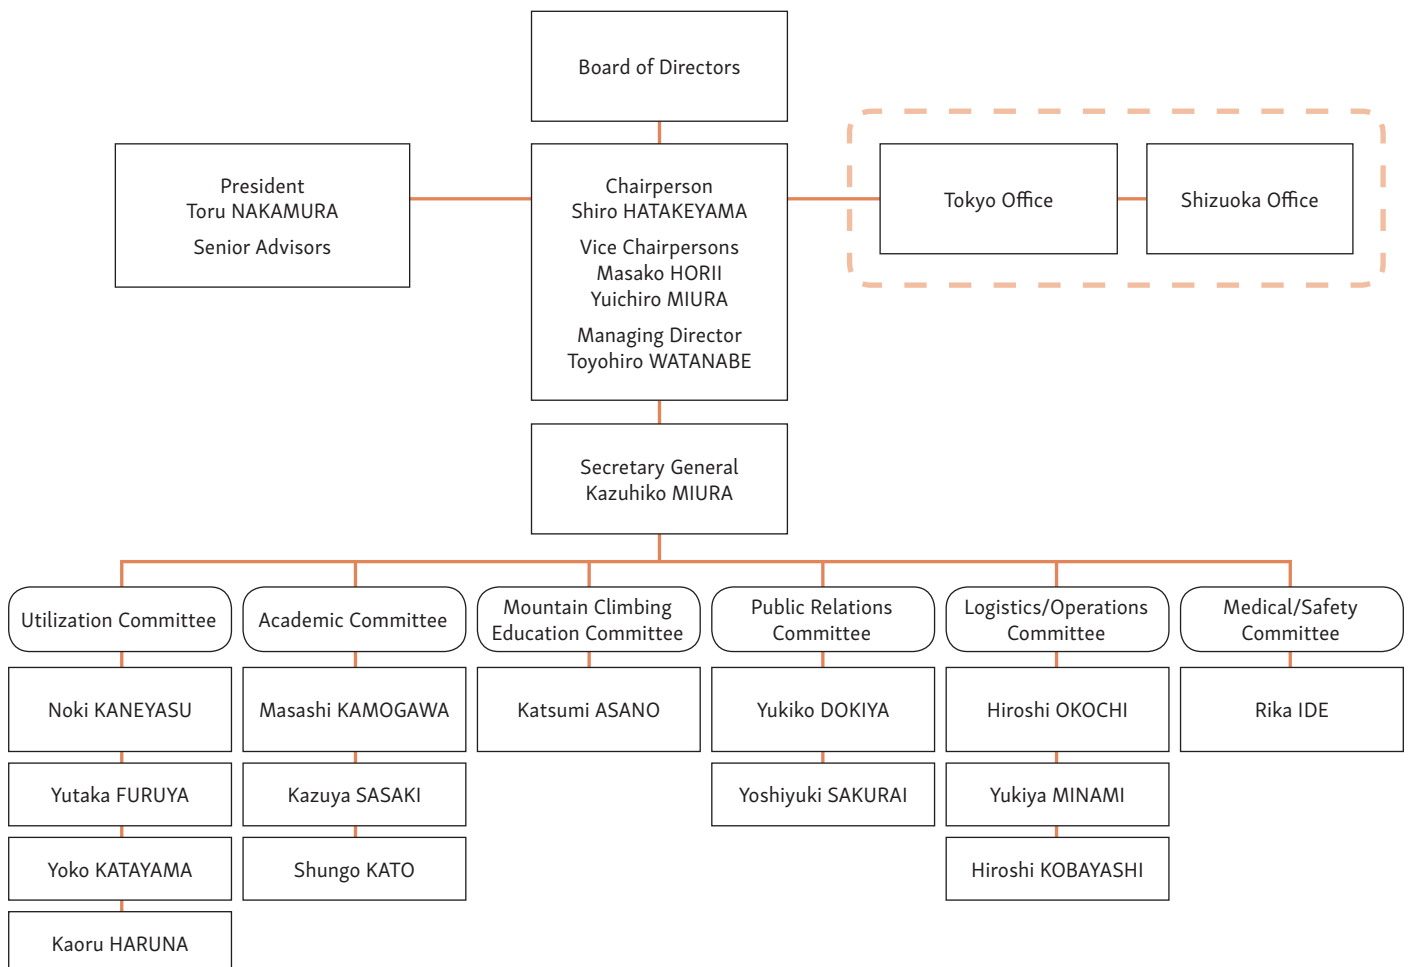 Board of Directors
President
Toru NAKAMURA
Senior Advisors
Chairperson
Shiro HATAKEYAMA
Vice Chairpersons
Masako HORII
Yuichiro MIURA
Managing Director
Toyohiro WATANABE
Tokyo Office
Shizuoka Office
Secretary General
Kazuhiko MIURA
Utilization Committee
Noki KANEYASU
Yutaka FURUYA
Yoko KATAYAMA
Kaoru HARUNA
Academic Committee
Masashi KAMOGAWA
Kazuya SASAKI
Shungo KATO
Mountain Climbing
Education Committee
Katsumi ASANO
Public Relations
Committee
Yukiko DOKIYA
Yoshiyuki SAKURAI
Logistics/Operations
Committee
Hiroshi OKOCHI
Yukiya MINAMI
Hiroshi KOBAYASHI
Medical/Safety
Committee
Rika IDE